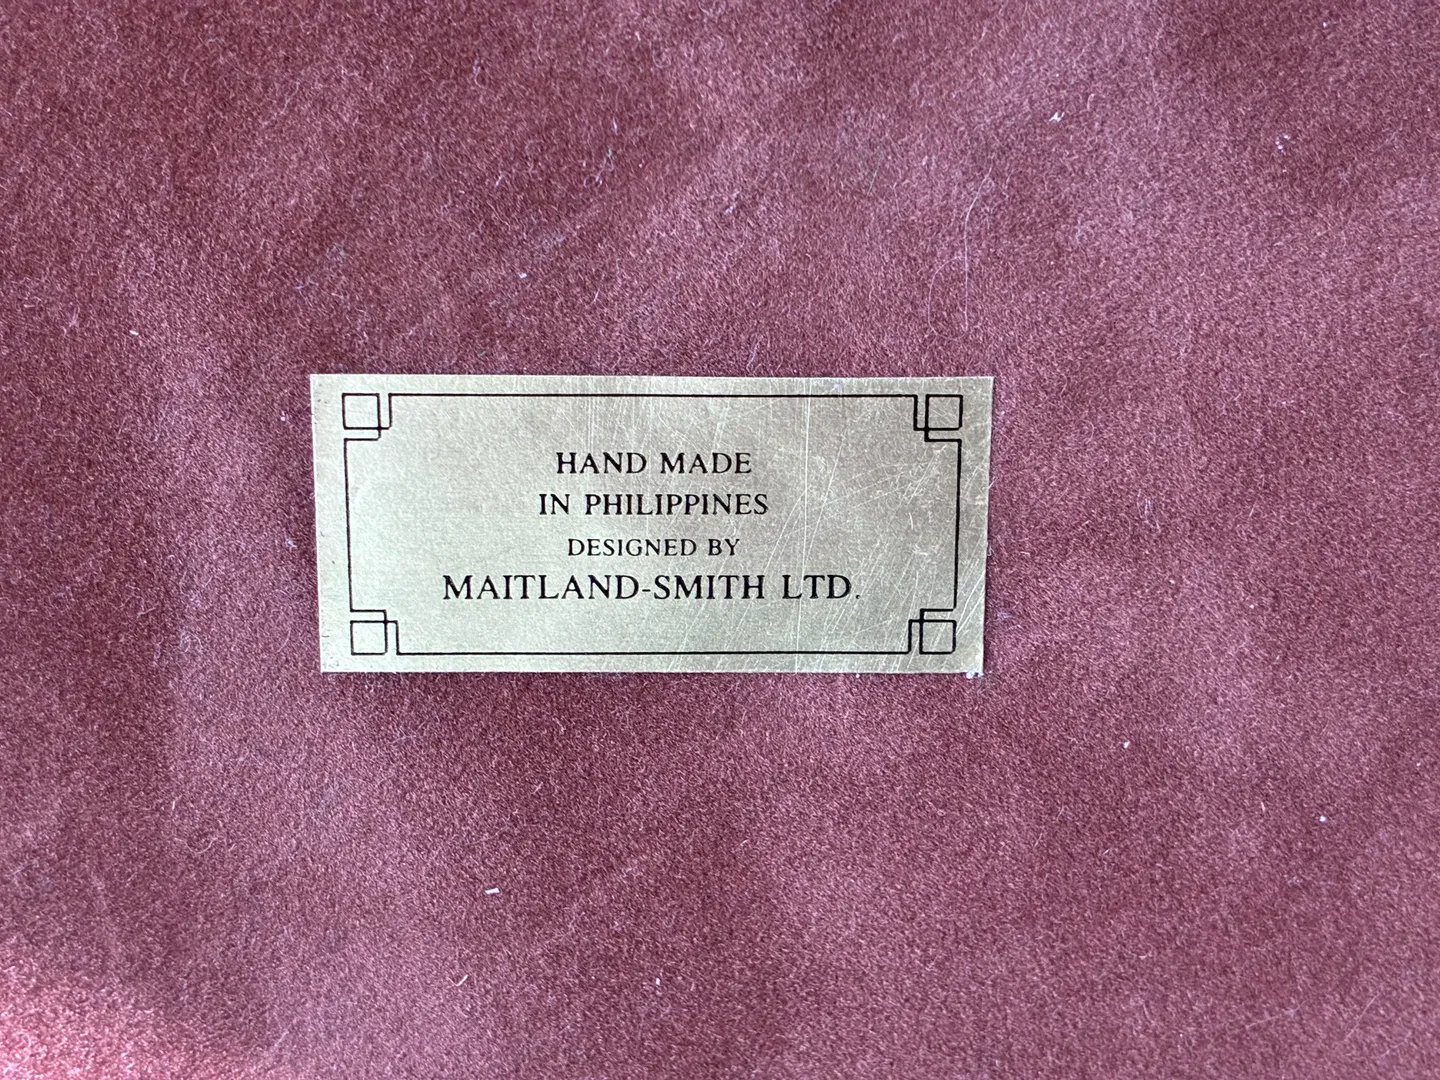 HAND MADE
IN PHILIPPINES
DESIGNED BY
MAITLAND-SMITH LTD.